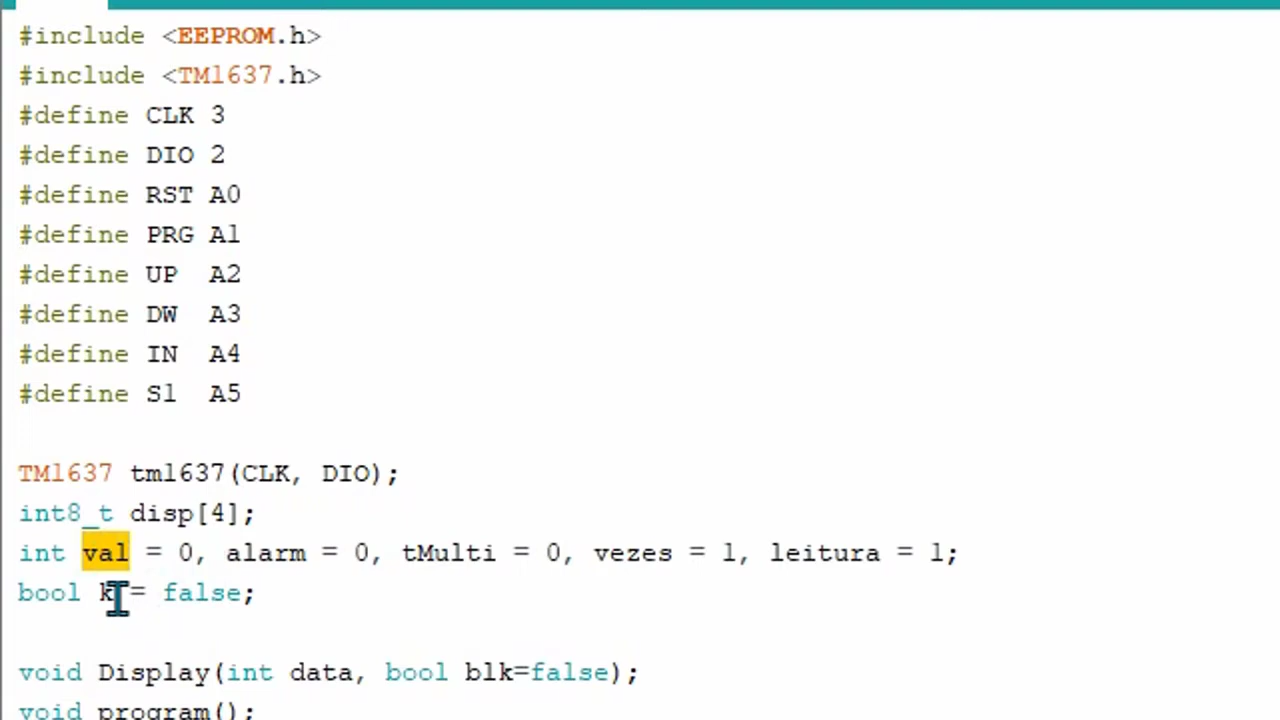 #include <EEPROM.h>
#include <TM1637.h>
#define CLK 3
#define DIO 2
#define RST A0
#define PRG A1
#define UP  A2
#define DW  A3
#define IN  A4
#define S1  A5
TM1637 tm1637(CLK, DIO);
int8_t disp[4];
int val = 0, alarm = 0, tMulti = 0, vezes = 1, leitura = 1;
bool k = false;
void Display(int data, bool blk=false);
void program();